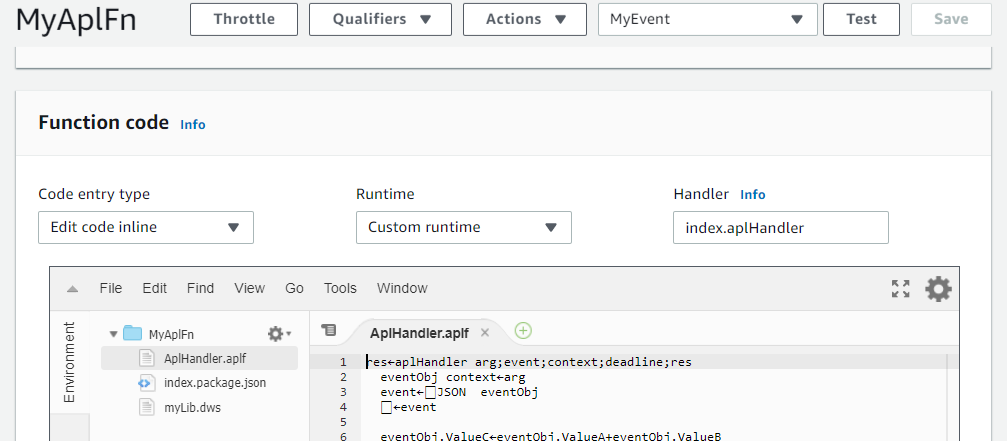 MyAplFn Throttle Qualifiers Actions MyEvent Test Save
Function code Info
Code entry type Runtime Handler Info
Edit code inline Custom runtime index.aplHandler
File Edit Find View Go Tools Window
Environment
MyAplFn
AplHandler.aplf
index.package.json
myLib.dws
AplHandler.aplf ×
1 res←aplHandler arg;event;context;deadline;res
2 eventObj context←arg
3 event←⎕JSON eventObj
4 ⎕←event
5
6 eventObj.ValueC←eventObj.ValueA+eventObj.ValueB